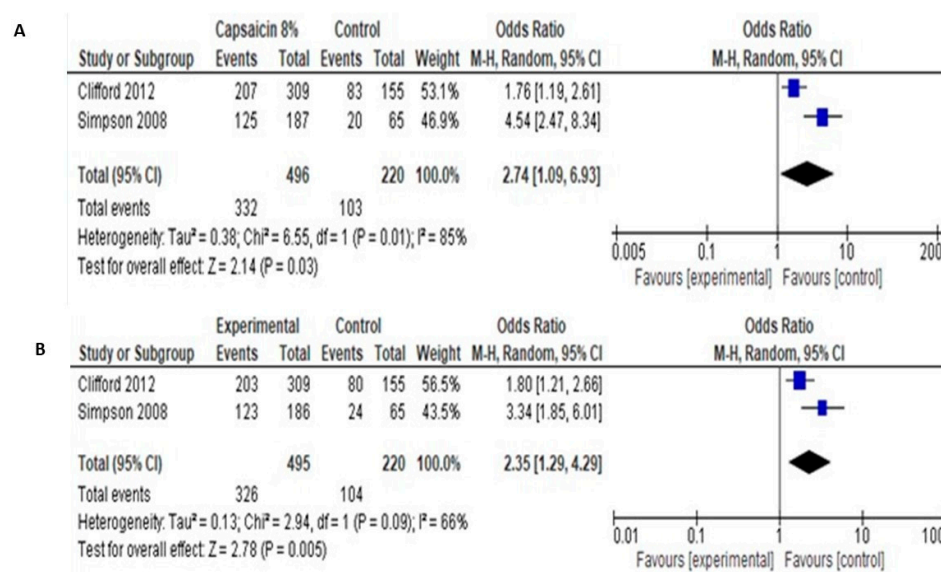 A
Capsaicin 8% Control Odds Ratio Odds Ratio
Study or Subgroup Events Total Events Total Weight M-H, Random, 95% CI M-H, Random, 95% CI
Clifford 2012 207 309 83 155 53.1% 1.76 [1.19, 2.61]
Simpson 2008 125 187 20 65 46.9% 4.54 [2.47, 8.34]
Total (95% CI) 496 220 100.0% 2.74 [1.09, 6.93]
Total events 332 103
Heterogeneity: Tau² = 0.38; Chi² = 6.55, df = 1 (P = 0.01); I² = 85%
Test for overall effect: Z = 2.14 (P = 0.03)
0.005 0.1 1 10 200
Favours [experimental] Favours [control]
B
Experimental Control Odds Ratio Odds Ratio
Study or Subgroup Events Total Events Total Weight M-H, Random, 95% CI M-H, Random, 95% CI
Clifford 2012 203 309 80 155 56.5% 1.80 [1.21, 2.66]
Simpson 2008 123 186 24 65 43.5% 3.34 [1.85, 6.01]
Total (95% CI) 495 220 100.0% 2.35 [1.29, 4.29]
Total events 326 104
Heterogeneity: Tau² = 0.13; Chi² = 2.94, df = 1 (P = 0.09); I² = 66%
Test for overall effect: Z = 2.78 (P = 0.005)
0.01 0.1 1 10 100
Favours [experimental] Favours [control]